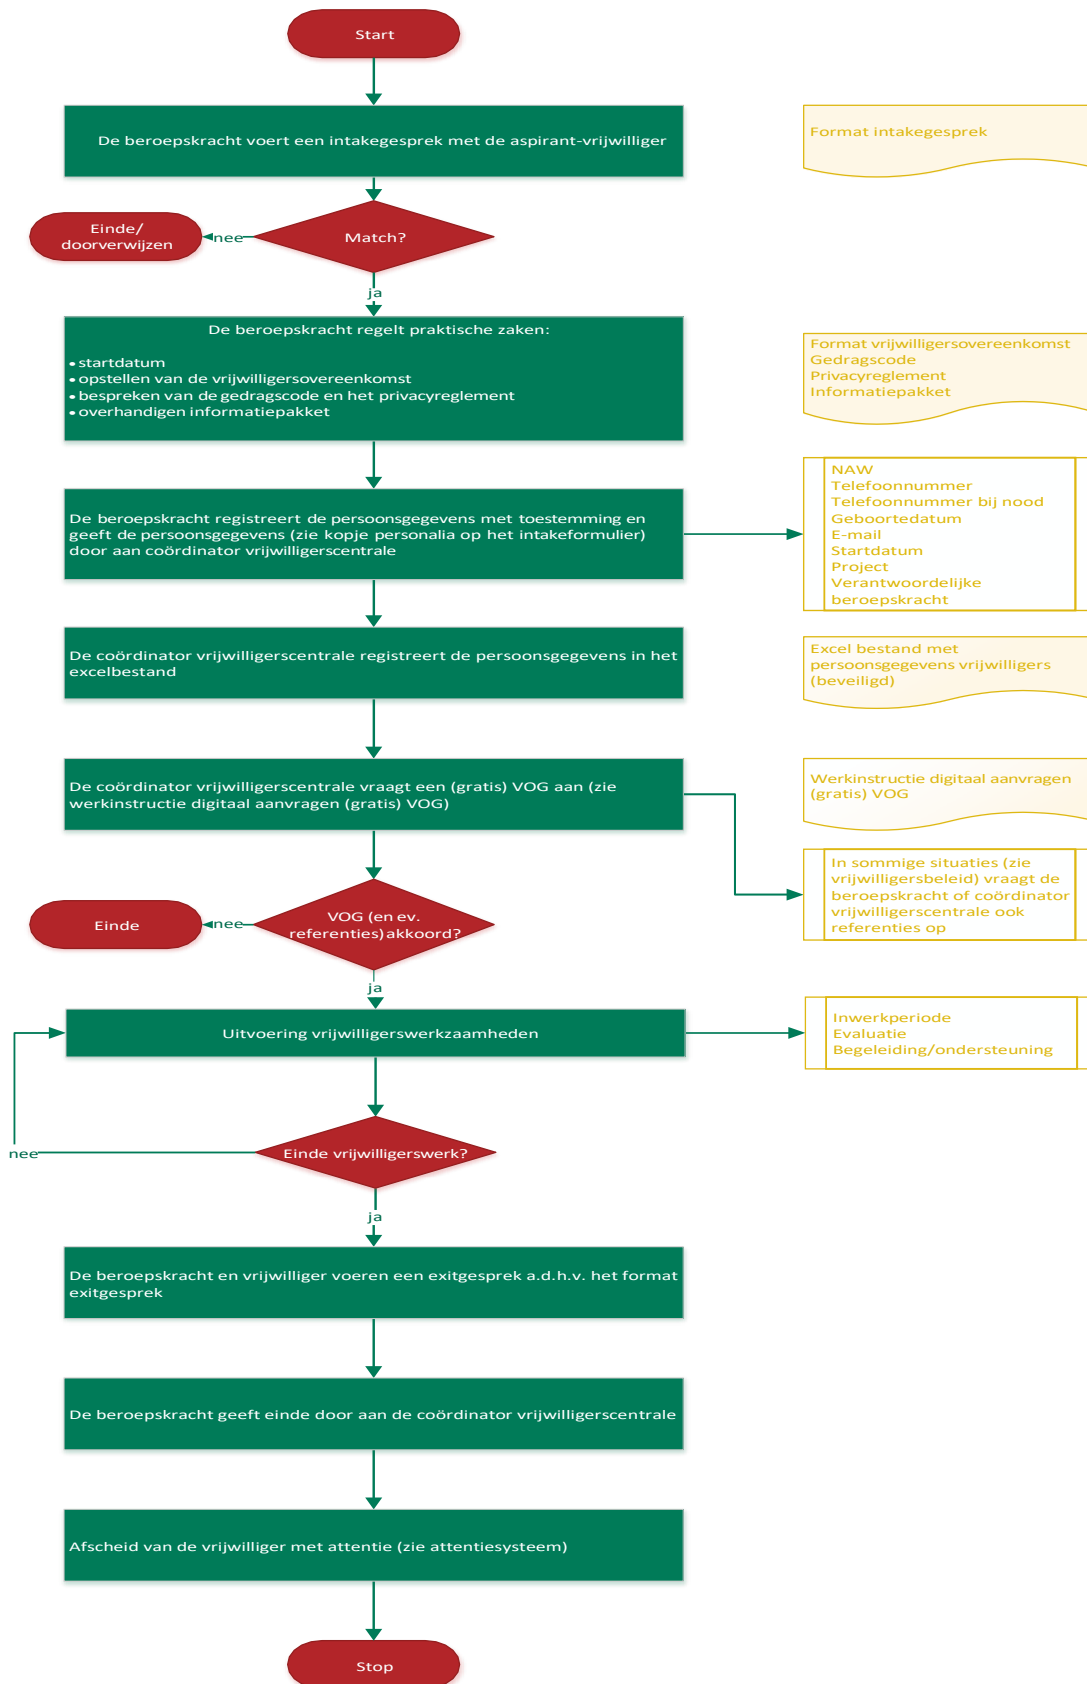 Start
De beroepskracht voert een intakegesprek met de aspirant-vrijwilliger
Format intakegesprek
Match?
nee
Einde/
doorverwijzen
ja
De beroepskracht regelt praktische zaken:
• startdatum
• opstellen van de vrijwilligersovereenkomst
• bespreken van de gedragscode en het privacyreglement
• overhandigen informatiepakket
Format vrijwilligersovereenkomst
Gedragscode
Privacyreglement
Informatiepakket
De beroepskracht registreert de persoonsgegevens met toestemming en
geeft de persoonsgegevens (zie kopje personalia op het intakeformulier)
door aan coördinator vrijwilligerscentrale
NAW
Telefoonnummer
Telefoonnummer bij nood
Geboortedatum
E-mail
Startdatum
Project
Verantwoordelijke
beroepskracht
De coördinator vrijwilligerscentrale registreert de persoonsgegevens in het
excelbestand
Excel bestand met
persoonsgegevens vrijwilligers
(beveiligd)
De coördinator vrijwilligerscentrale vraagt een (gratis) VOG aan (zie
werkinstructie digitaal aanvragen (gratis) VOG)
Werkinstructie digitaal aanvragen
(gratis) VOG
In sommige situaties (zie
vrijwilligersbeleid) vraagt de
beroepskracht of coördinator
vrijwilligerscentrale ook
referenties op
VOG (en ev.
referenties) akkoord?
nee
Einde
ja
Uitvoering vrijwilligerswerkzaamheden
Inwerkperiode
Evaluatie
Begeleiding/ondersteuning
Einde vrijwilligerswerk?
nee
ja
De beroepskracht en vrijwilliger voeren een exitgesprek a.d.h.v. het format
exitgesprek
De beroepskracht geeft einde door aan de coördinator vrijwilligerscentrale
Afscheid van de vrijwilliger met attentie (zie attentiesysteem)
Stop